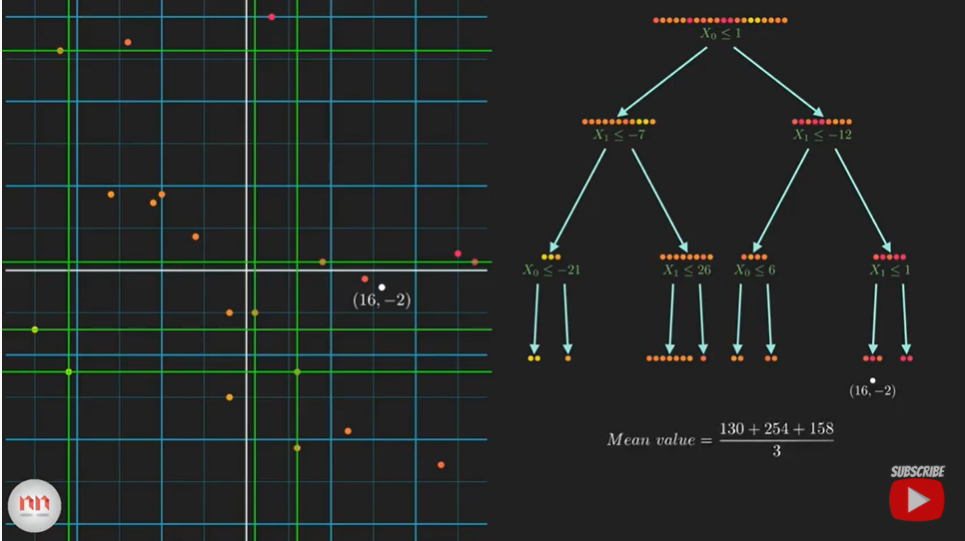 X₀ ≤ 1
X₁ ≤ −7
X₁ ≤ −12
X₀ ≤ −21
X₁ ≤ 26
X₀ ≤ 6
X₁ ≤ 1
(16, −2)
(16, −2)
Mean value = (130 + 254 + 158) / 3
SUBSCRIBE
nn